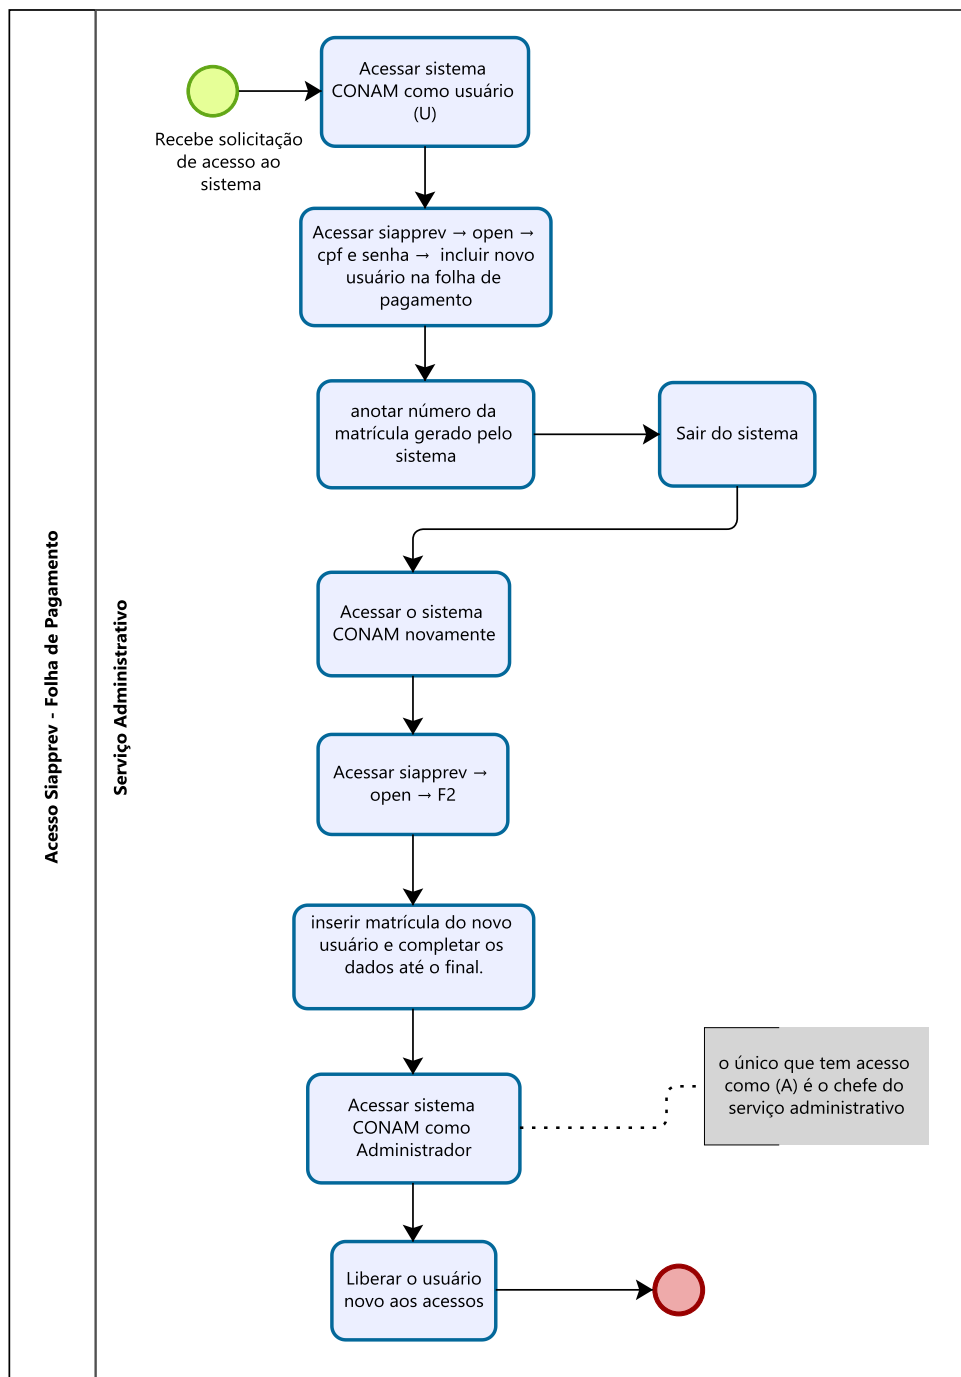 Acesso Siapprev - Folha de Pagamento
Serviço Administrativo
Recebe solicitação
de acesso ao
sistema
Acessar sistema
CONAM como usuário
(U)
Acessar siapprev → open →
cpf e senha → incluir novo
usuário na folha de
pagamento
anotar número da
matrícula gerado pelo
sistema
Sair do sistema
Acessar o sistema
CONAM novamente
Acessar siapprev →
open → F2
inserir matrícula do novo
usuário e completar os
dados até o final.
Acessar sistema
CONAM como
Administrador
o único que tem acesso
como (A) é o chefe do
serviço administrativo
Liberar o usuário
novo aos acessos